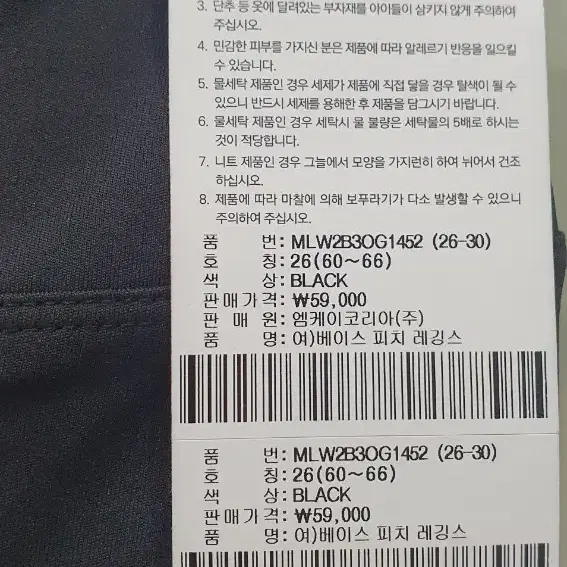 3. 단추 등 옷에 달려있는 부자재를 아이들이 삼키지 않게 주의하여
주십시오.
4. 민감한 피부를 가지신 분은 제품에 따라 알레르기 반응을 일으킬
수 있습니다.
5. 물세탁 제품인 경우 세제가 제품에 직접 닿을 경우 탈색이 될 수
있으니 반드시 세제를 용해한 후 제품을 담그시기 바랍니다.
6. 물세탁 제품인 경우 세탁시 물 불량은 세탁물의 5배로 하시는
것이 적당합니다.
7. 니트 제품인 경우 그늘에서 모양을 가지런히 하여 뉘어서 건조
하십시오.
8. 제품에 따라 마찰에 의해 보푸라기가 다소 발생할 수 있으니
주의하여 주십시오.
품 번: MLW2B3OG1452 (26-30)
호 칭: 26(60~66)
색 상: BLACK
판매가격: ₩59,000
판 매 원: 엠케이코리아(주)
품 명: 여)베이스 피치 레깅스
품 번: MLW2B3OG1452 (26-30)
호 칭: 26(60~66)
색 상: BLACK
판매가격: ₩59,000
품 명: 여)베이스 피치 레깅스